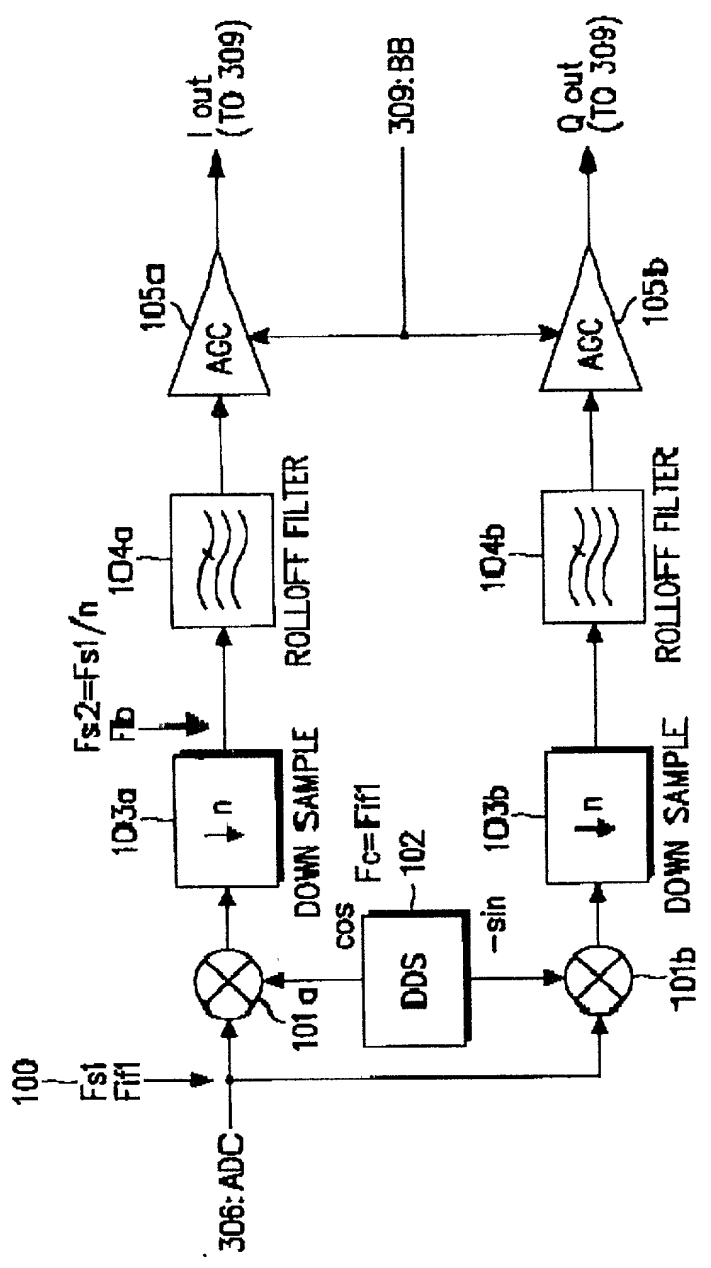 100
Fs1
Fif1
306: ADC
101a
cos
DDS
Fc=Fif1
102
-sin
101b
103a
n
DOWN SAMPLE
Fs2=Fs1/n
Fb
103b
n
DOWN SAMPLE
104a
ROLLOFF FILTER
104b
ROLLOFF FILTER
105a
AGC
105b
AGC
I out
(TO 309)
309: BB
Q out
(TO 309)